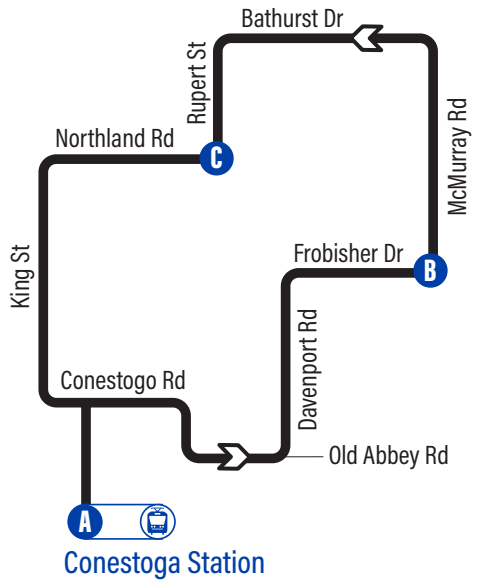 Bathurst Dr
Rupert St
McMurray Rd
Northland Rd
C
King St
Frobisher Dr
B
Davenport Rd
Conestogo Rd
Old Abbey Rd
A
Conestoga Station